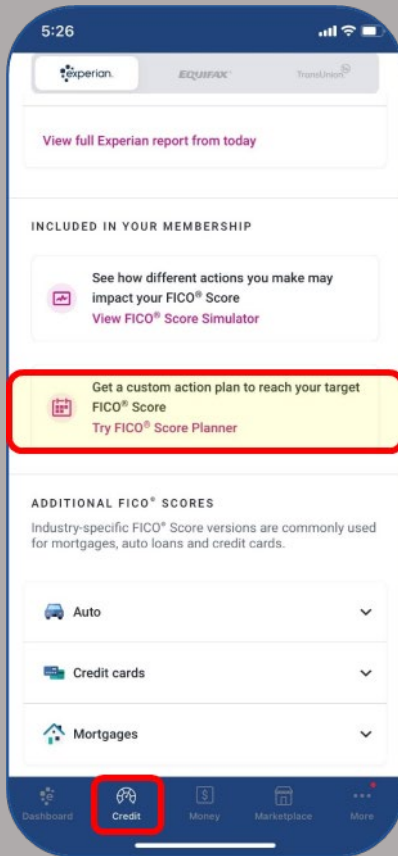 5:26
experian.
EQUIFAX
TransUnion
View full Experian report from today
INCLUDED IN YOUR MEMBERSHIP
See how different actions you make may
impact your FICO® Score
View FICO® Score Simulator
Get a custom action plan to reach your target
FICO® Score
Try FICO® Score Planner
ADDITIONAL FICO® SCORES
Industry-specific FICO® Score versions are commonly used
for mortgages, auto loans and credit cards.
Auto
Credit cards
Mortgages
Dashboard Credit Money Marketplace More